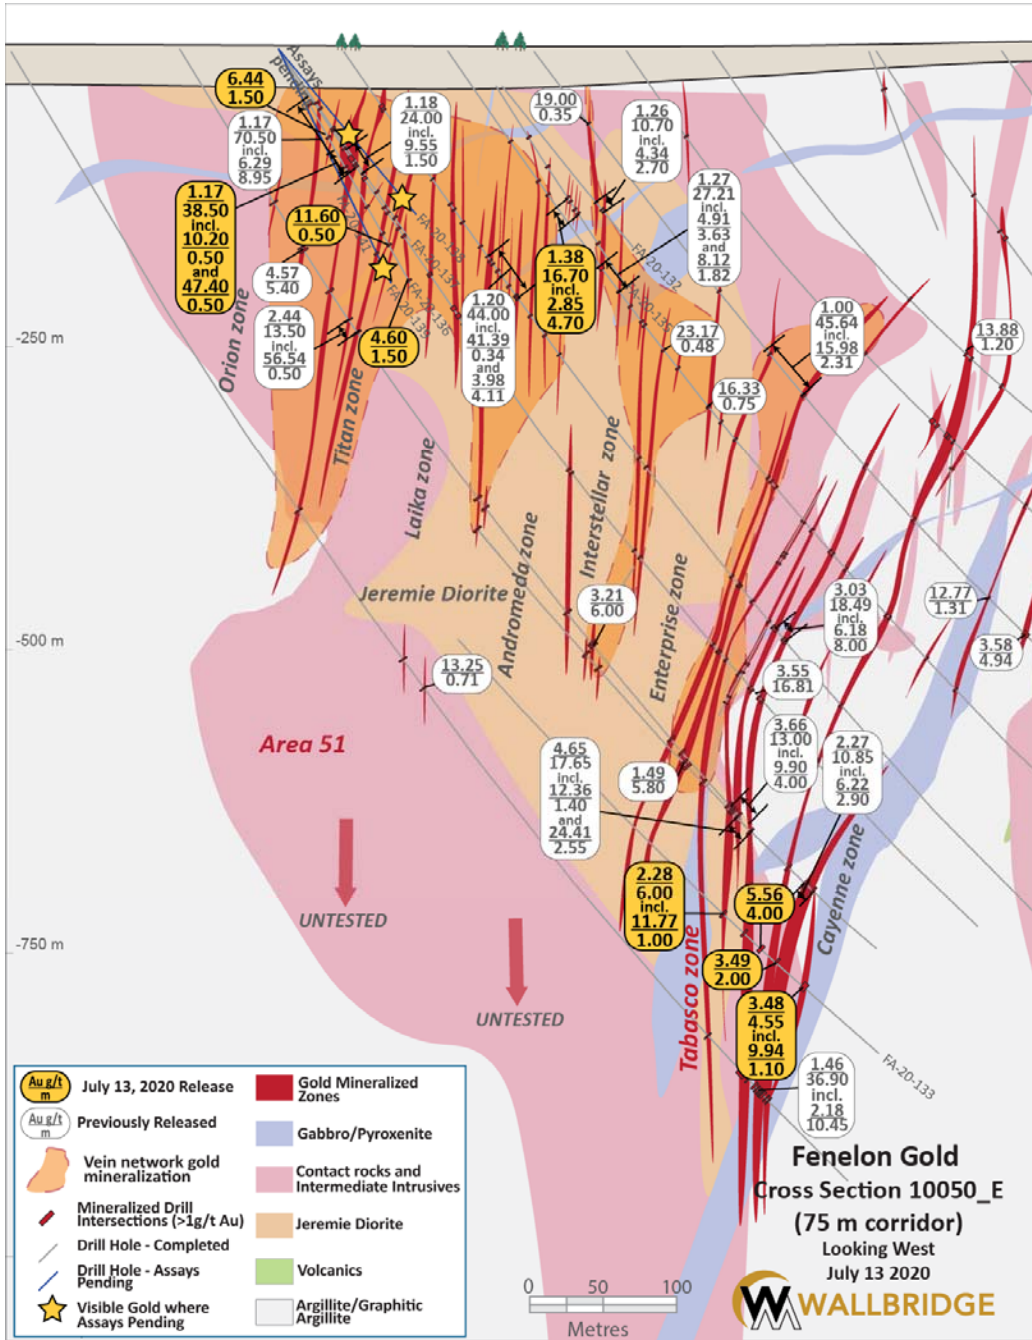 Assays
pending
6.44
1.50
1.17
70.50
incl.
6.29
8.95
1.18
24.00
incl.
9.55
1.50
19.00
0.35
1.26
10.70
incl.
4.34
2.70
1.27
27.21
incl.
4.91
3.63
and
8.12
1.82
1.17
38.50
incl.
10.20
0.50
and
47.40
0.50
11.60
0.50
4.57
5.40
2.44
13.50
incl.
56.54
0.50
4.60
1.50
1.20
44.00
incl.
41.39
0.34
and
3.98
4.11
1.38
16.70
incl.
2.85
4.70
FA-20-132
FA-20-136
FA-20-139
23.17
0.48
16.33
0.75
1.00
45.64
incl.
15.98
2.31
13.88
1.20
-250 m
Orion zone
Titan zone
Laika zone
Jeremie Diorite
Andromeda zone
Interstellar zone
Enterprise zone
3.21
6.00
3.03
18.49
incl.
6.18
8.00
12.77
1.31
3.58
4.94
-500 m
13.25
0.71
3.55
16.81
Area 51
4.65
17.65
incl.
12.36
1.40
and
24.41
2.55
1.49
5.80
3.66
13.00
incl.
9.90
4.00
2.27
10.85
incl.
6.22
2.90
UNTESTED
2.28
6.00
incl.
11.77
1.00
5.56
4.00
Cayenne zone
-750 m
UNTESTED
Tabasco zone
3.49
2.00
3.48
4.55
incl.
9.94
1.10
FA-20-133
1.46
36.90
incl.
2.18
10.45
Au g/t
m
July 13, 2020 Release
Au g/t
m
Previously Released
Vein network gold
mineralization
Mineralized Drill
Intersections (>1g/t Au)
Drill Hole - Completed
Drill Hole - Assays
Pending
Visible Gold where
Assays Pending
Gold Mineralized
Zones
Gabbro/Pyroxenite
Contact rocks and
Intermediate Intrusives
Jeremie Diorite
Volcanics
Argillite/Graphitic
Argillite
0 50 100
Metres
Fenelon Gold
Cross Section 10050_E
(75 m corridor)
Looking West
July 13 2020
WALLBRIDGE